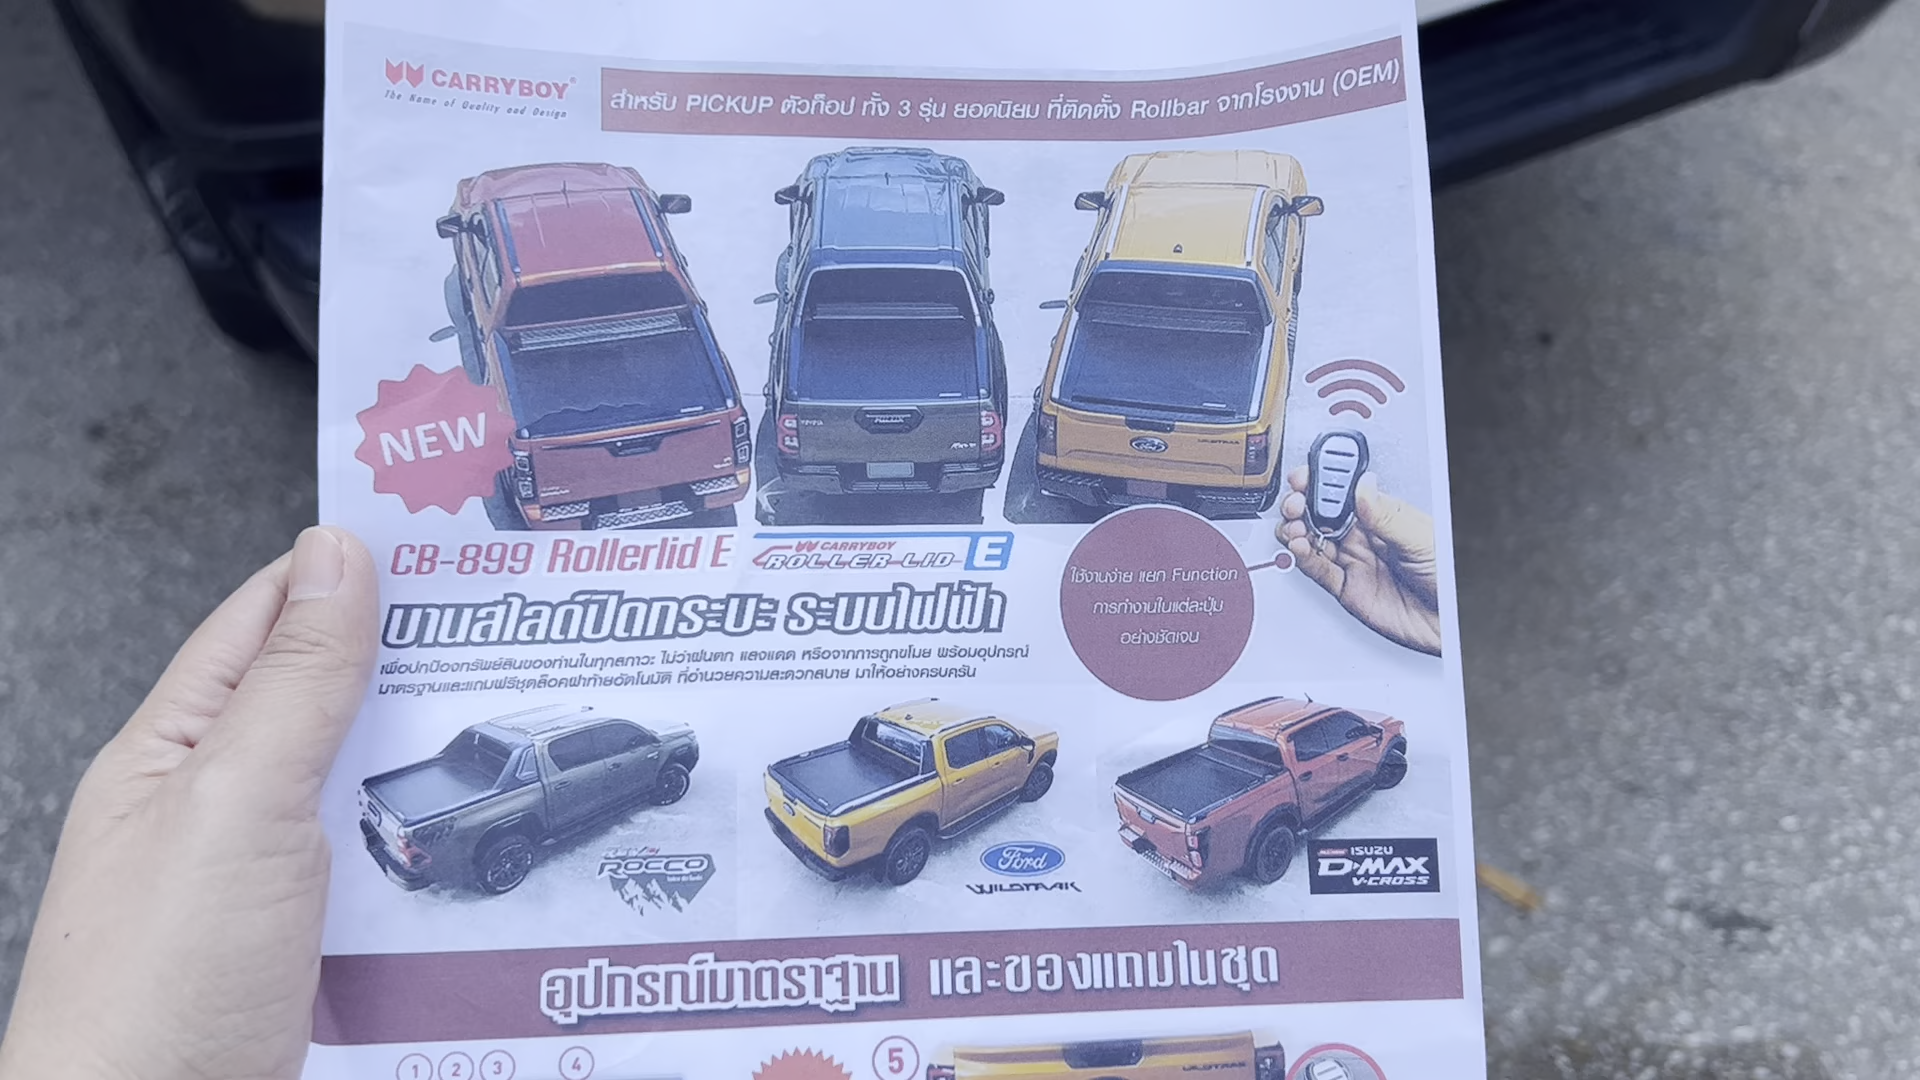 CARRYBOY®
The Name of Quality and Design
สำหรับ PICKUP ตัวท็อป ทั้ง 3 รุ่น ยอดนิยม ที่ติดตั้ง Rollbar จากโรงงาน (OEM)
NEW
TOYOTA
HILUX
Ford
WILDTRAK
CB-899 Rollerlid E
CARRYBOY
ROLLER LID E
ใช้งานง่าย แยก Function
การทำงานในแต่ละปุ่ม
อย่างชัดเจน
บานสไลด์ปิดกระบะ ระบบไฟฟ้า
เพื่อปกป้องทรัพย์สินของท่านในทุกสภาวะ ไม่ว่าฝนตก แสงแดด หรือจากการถูกขโมย พร้อมอุปกรณ์
มาตรฐานและแถมฟรีชุดล็อคฝาท้ายอัตโนมัติ ที่อำนวยความสะดวกสบาย มาให้อย่างครบครัน
ROCCO
Ford
WILDTRAK
ISUZU
D-MAX
V-CROSS
อุปกรณ์มาตราฐาน และของแถมในชุด
1 2 3 4 5
WILDTRAK